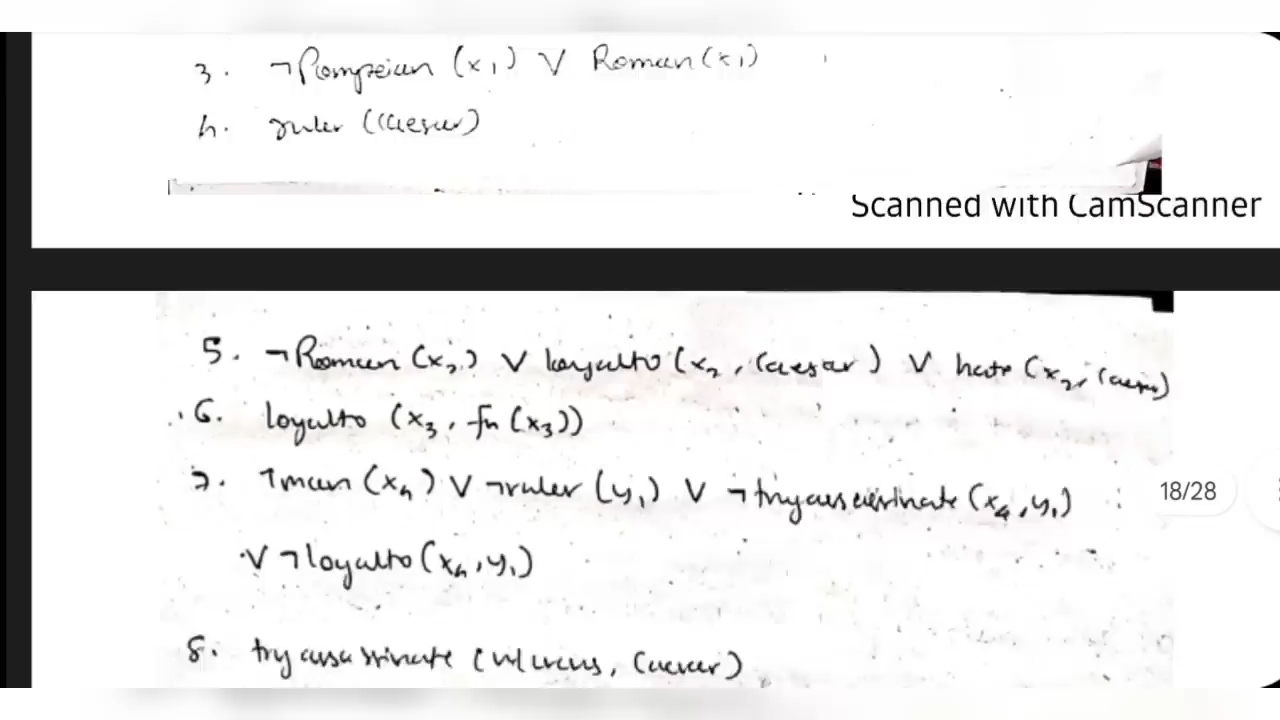 3. ¬Pompeian (x₁) V Roman (x₁)
4. ruler (Caesar)
Scanned with CamScanner
5. ¬Roman (x₂) V loyalto (x₂, Caesar) V hate (x₂, Caesar)
6. loyalto (x₃, fn (x₃))
7. ¬man (x₄) V ¬ruler (y₁) V ¬tryassassinate (x₄, y₁)
18/28
V ¬loyalto (x₄, y₁)
8. tryassassinate (Marcus, Caesar)